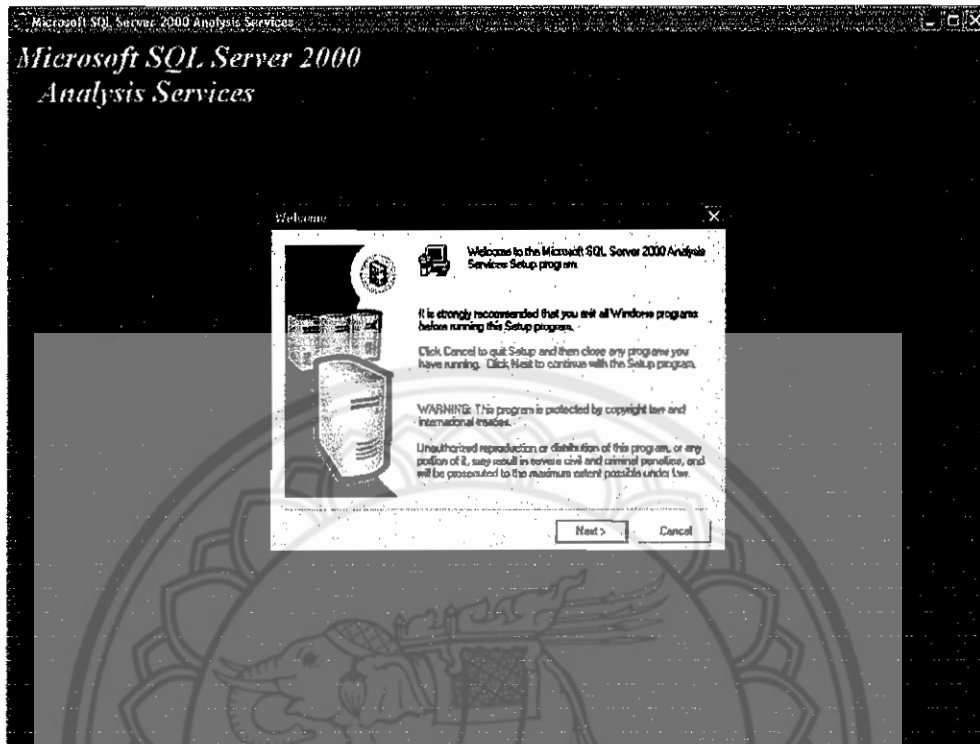 Microsoft SQL Server 2000 Analysis Services
Microsoft SQL Server 2000
Analysis Services
Welcome
Welcome to the Microsoft SQL Server 2000 Analysis
Services Setup program.
It is strongly recommended that you exit all Windows programs
before running this Setup program.
Click Cancel to quit Setup and then close any programs you
have running. Click Next to continue with the Setup program.
WARNING: This program is protected by copyright law and
international treaties.
Unauthorized reproduction or distribution of this program, or any
portion of it, may result in severe civil and criminal penalties, and
will be prosecuted to the maximum extent possible under law.
Next >
Cancel